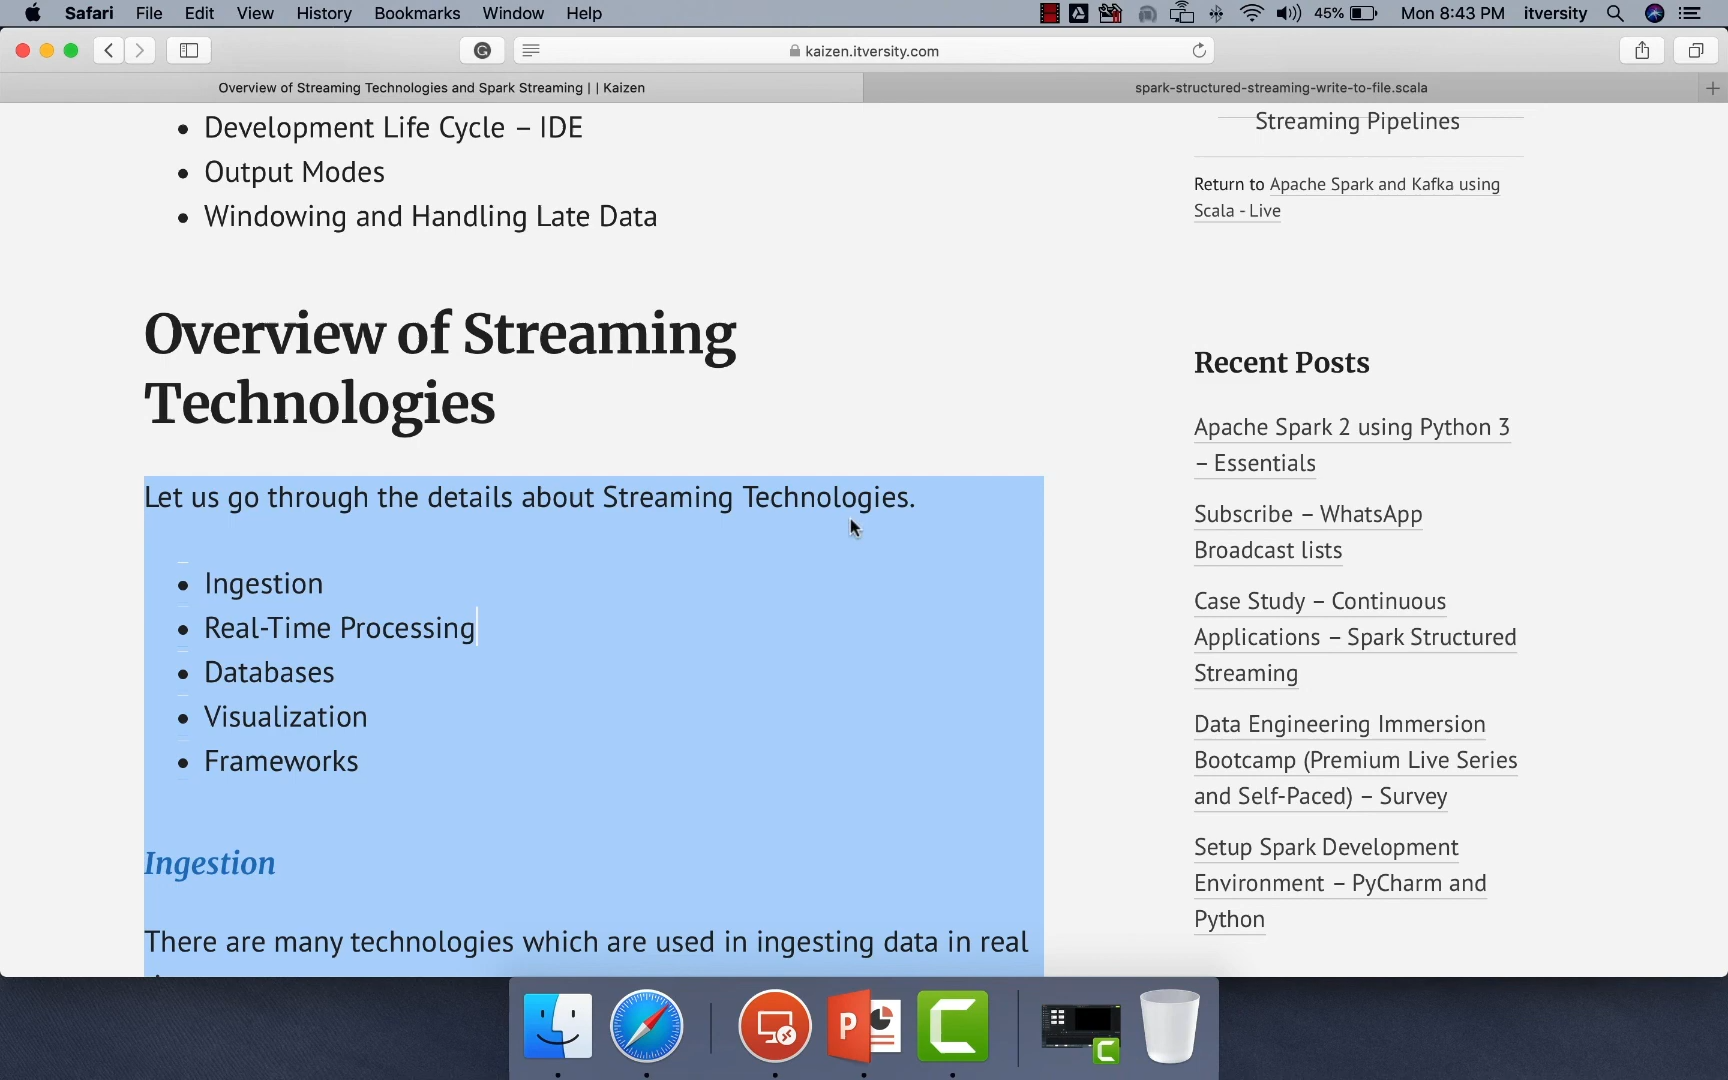 Safari File Edit View History Bookmarks Window Help
45% Mon 8:43 PM itversity
kaizen.itversity.com
Overview of Streaming Technologies and Spark Streaming | | Kaizen
spark-structured-streaming-write-to-file.scala
Development Life Cycle – IDE
Output Modes
Windowing and Handling Late Data
Overview of Streaming
Technologies
Let us go through the details about Streaming Technologies.
Ingestion
Real-Time Processing
Databases
Visualization
Frameworks
Ingestion
There are many technologies which are used in ingesting data in real
Streaming Pipelines
Return to Apache Spark and Kafka using
Scala - Live
Recent Posts
Apache Spark 2 using Python 3
– Essentials
Subscribe – WhatsApp
Broadcast lists
Case Study – Continuous
Applications – Spark Structured
Streaming
Data Engineering Immersion
Bootcamp (Premium Live Series
and Self-Paced) – Survey
Setup Spark Development
Environment – PyCharm and
Python